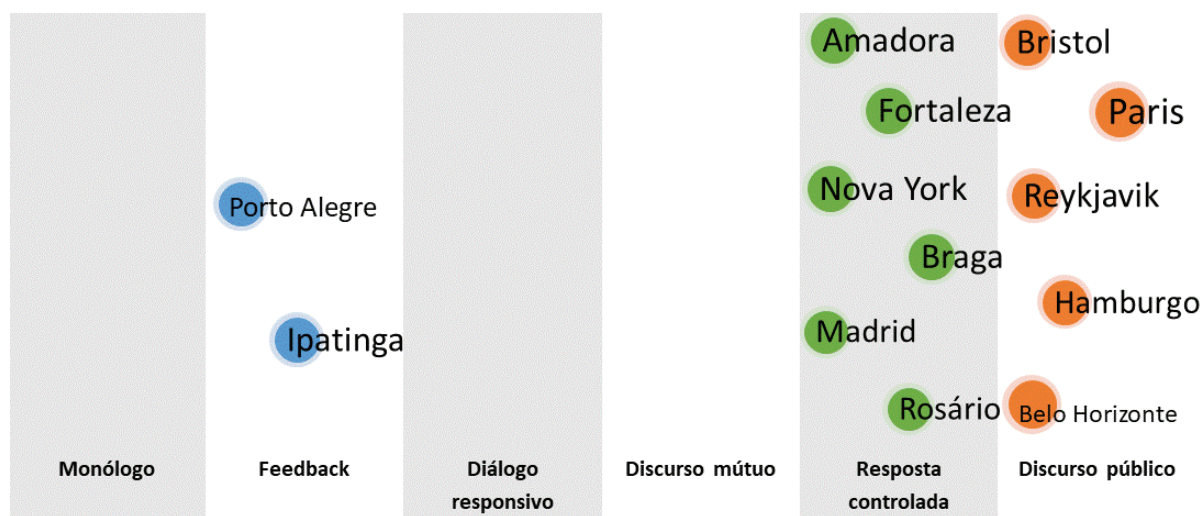 Amadora
Bristol
Fortaleza
Paris
Nova York
Reykjavik
Porto Alegre
Braga
Hamburgo
Ipatinga
Madrid
Rosário
Belo Horizonte
Monólogo
Feedback
Diálogo
responsivo
Discurso mútuo
Resposta
controlada
Discurso público